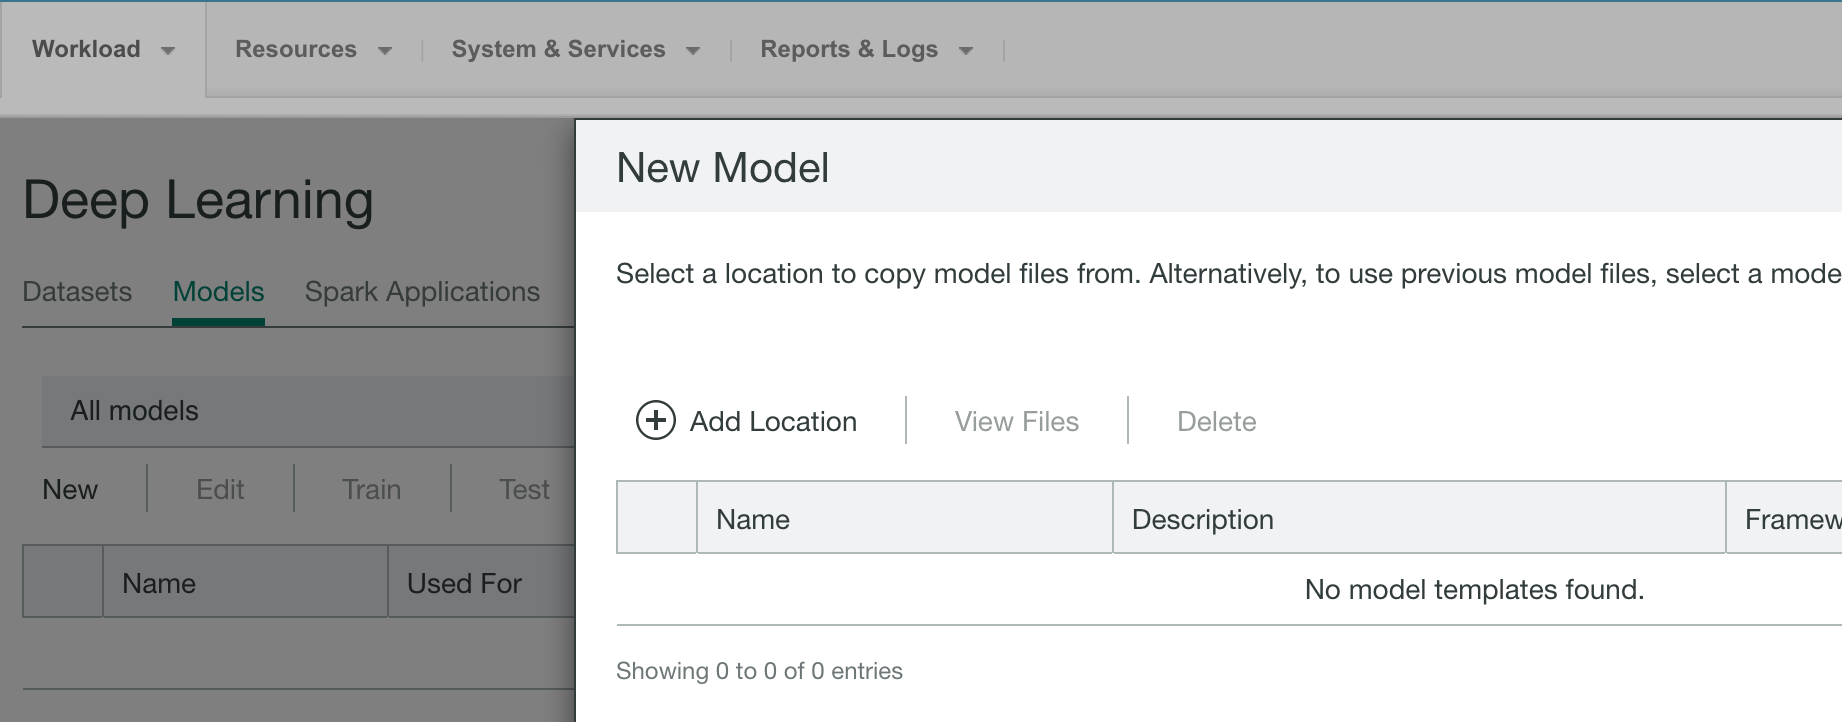 Workload Resources System & Services Reports & Logs
New Model
Deep Learning
Select a location to copy model files from. Alternatively, to use previous model files, select a mode
Datasets Models Spark Applications
All models
Add Location View Files Delete
New Edit Train Test
Name Description Framew
Name Used For
No model templates found.
Showing 0 to 0 of 0 entries